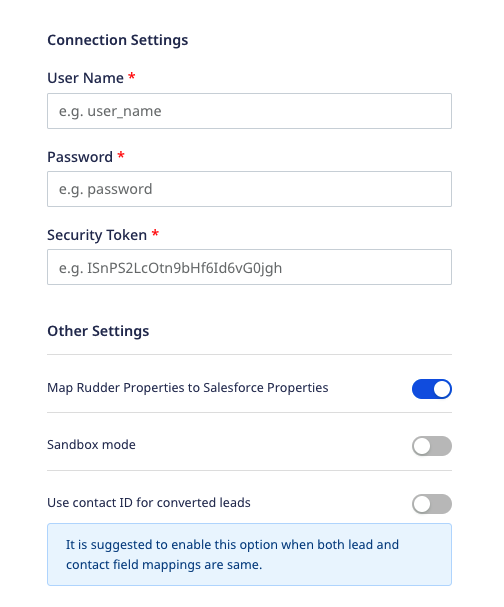 Connection Settings
User Name *
e.g. user_name
Password *
e.g. password
Security Token *
e.g. ISnPS2LcOtn9bHf6Id6vG0jgh
Other Settings
Map Rudder Properties to Salesforce Properties
Sandbox mode
Use contact ID for converted leads
It is suggested to enable this option when both lead and
contact field mappings are same.